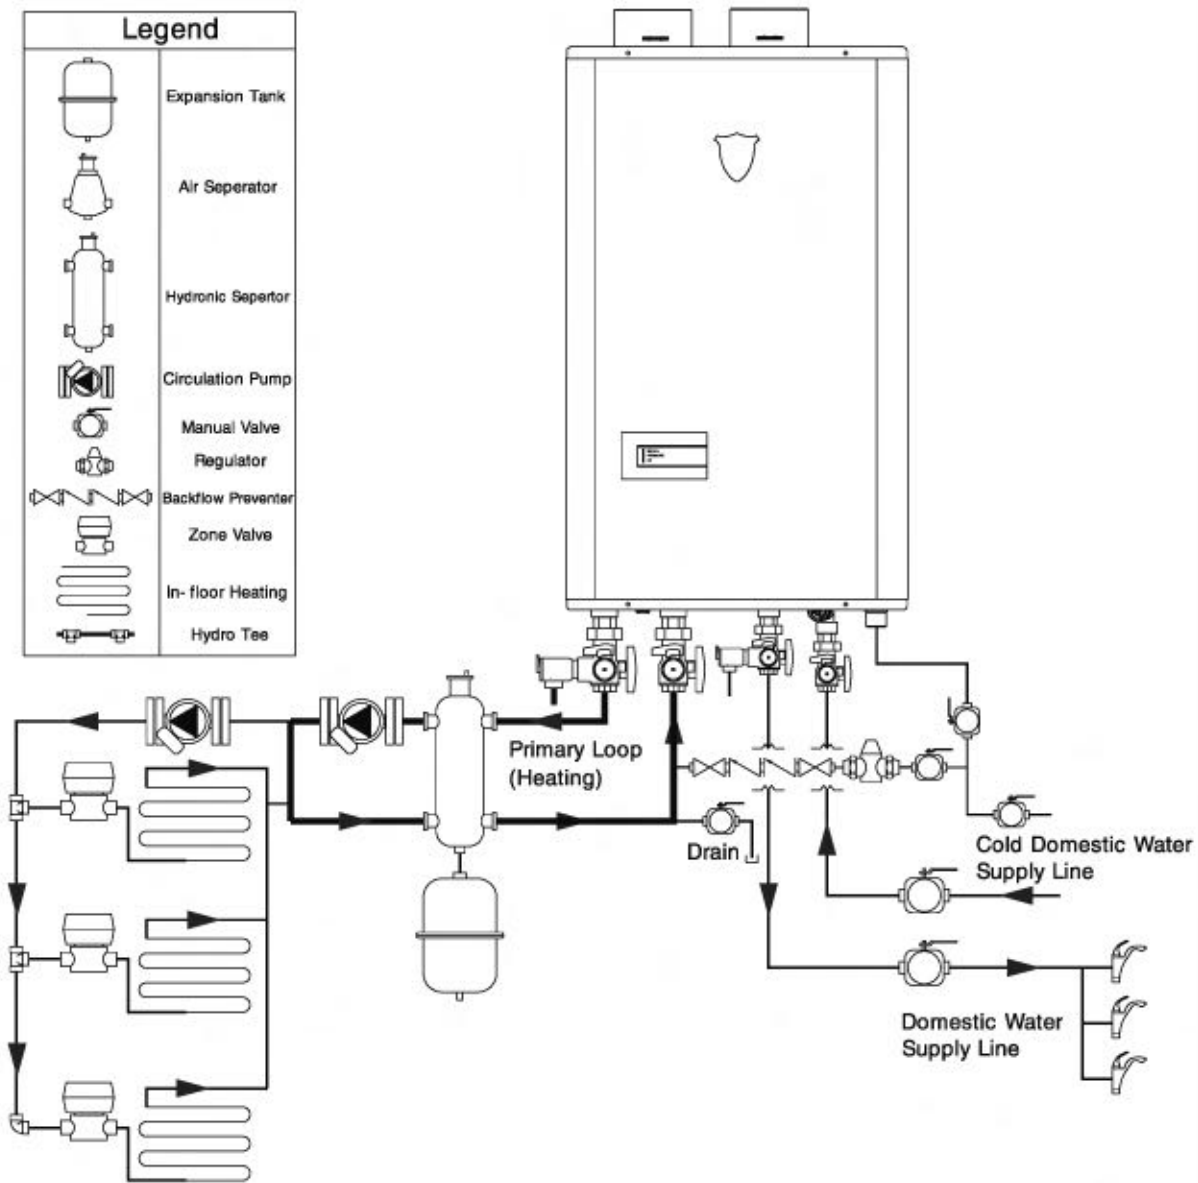 Legend
Expansion Tank
Air Seperator
Hydronic Sepertor
Circulation Pump
Manual Valve
Regulator
Backflow Preventer
Zone Valve
In- floor Heating
Hydro Tee
Primary Loop
(Heating)
Drain
Cold Domestic Water
Supply Line
Domestic Water
Supply Line